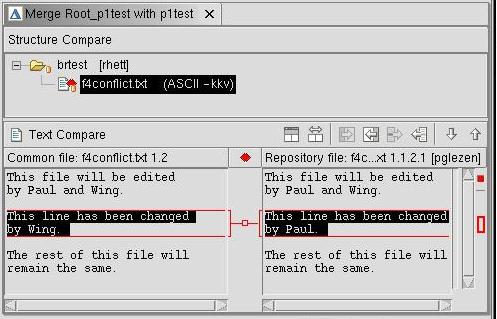 Merge Root_p1test with p1test
Structure Compare
brtest [rhett]
f4conflict.txt (ASCII -kkv)
Text Compare
Common file: f4conflict.txt 1.2
Repository file: f4c...xt 1.1.2.1 [pglezen]
This file will be edited
by Paul and Wing.
This line has been changed
by Wing.
The rest of this file will
remain the same.
This file will be edited
by Paul and Wing.
This line has been changed
by Paul.
The rest of this file will
remain the same.